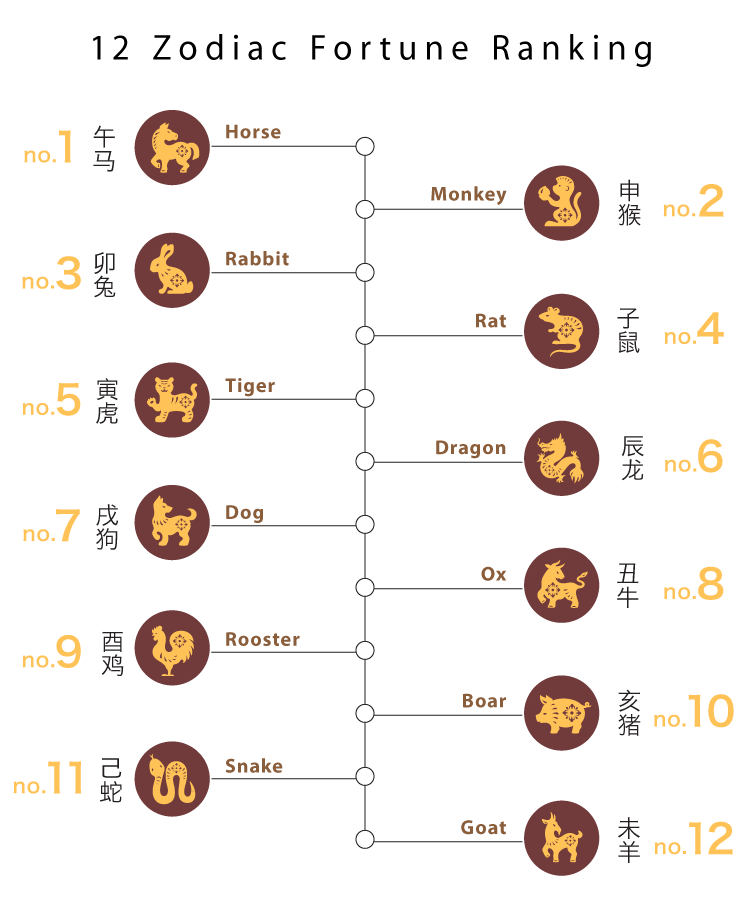 12 Zodiac Fortune Ranking
no.1
午马
Horse
Monkey
申猴
no.2
no.3
卯兔
Rabbit
Rat
子鼠
no.4
no.5
寅虎
Tiger
Dragon
辰龙
no.6
no.7
戌狗
Dog
Ox
丑牛
no.8
no.9
酉鸡
Rooster
Boar
亥猪
no.10
no.11
己蛇
Snake
Goat
未羊
no.12